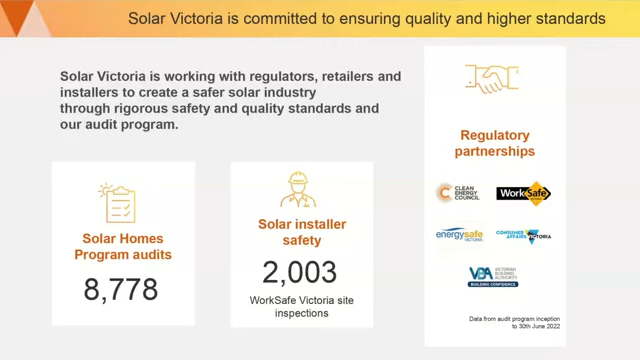 Solar Victoria is committed to ensuring quality and higher standards
Solar Victoria is working with regulators, retailers and
installers to create a safer solar industry
through rigorous safety and quality standards and
our audit program.
Solar Homes
Program audits
8,778
Solar installer
safety
2,003
WorkSafe Victoria site
inspections
Regulatory
partnerships
CLEAN
ENERGY
COUNCIL
WorkSafe
energysafe
VICTORIA
CONSUMER
AFFAIRS
VICTORIA
VBA
VICTORIAN
BUILDING
AUTHORITY
BUILDING CONFIDENCE
Data from audit program inception
to 30th June 2022